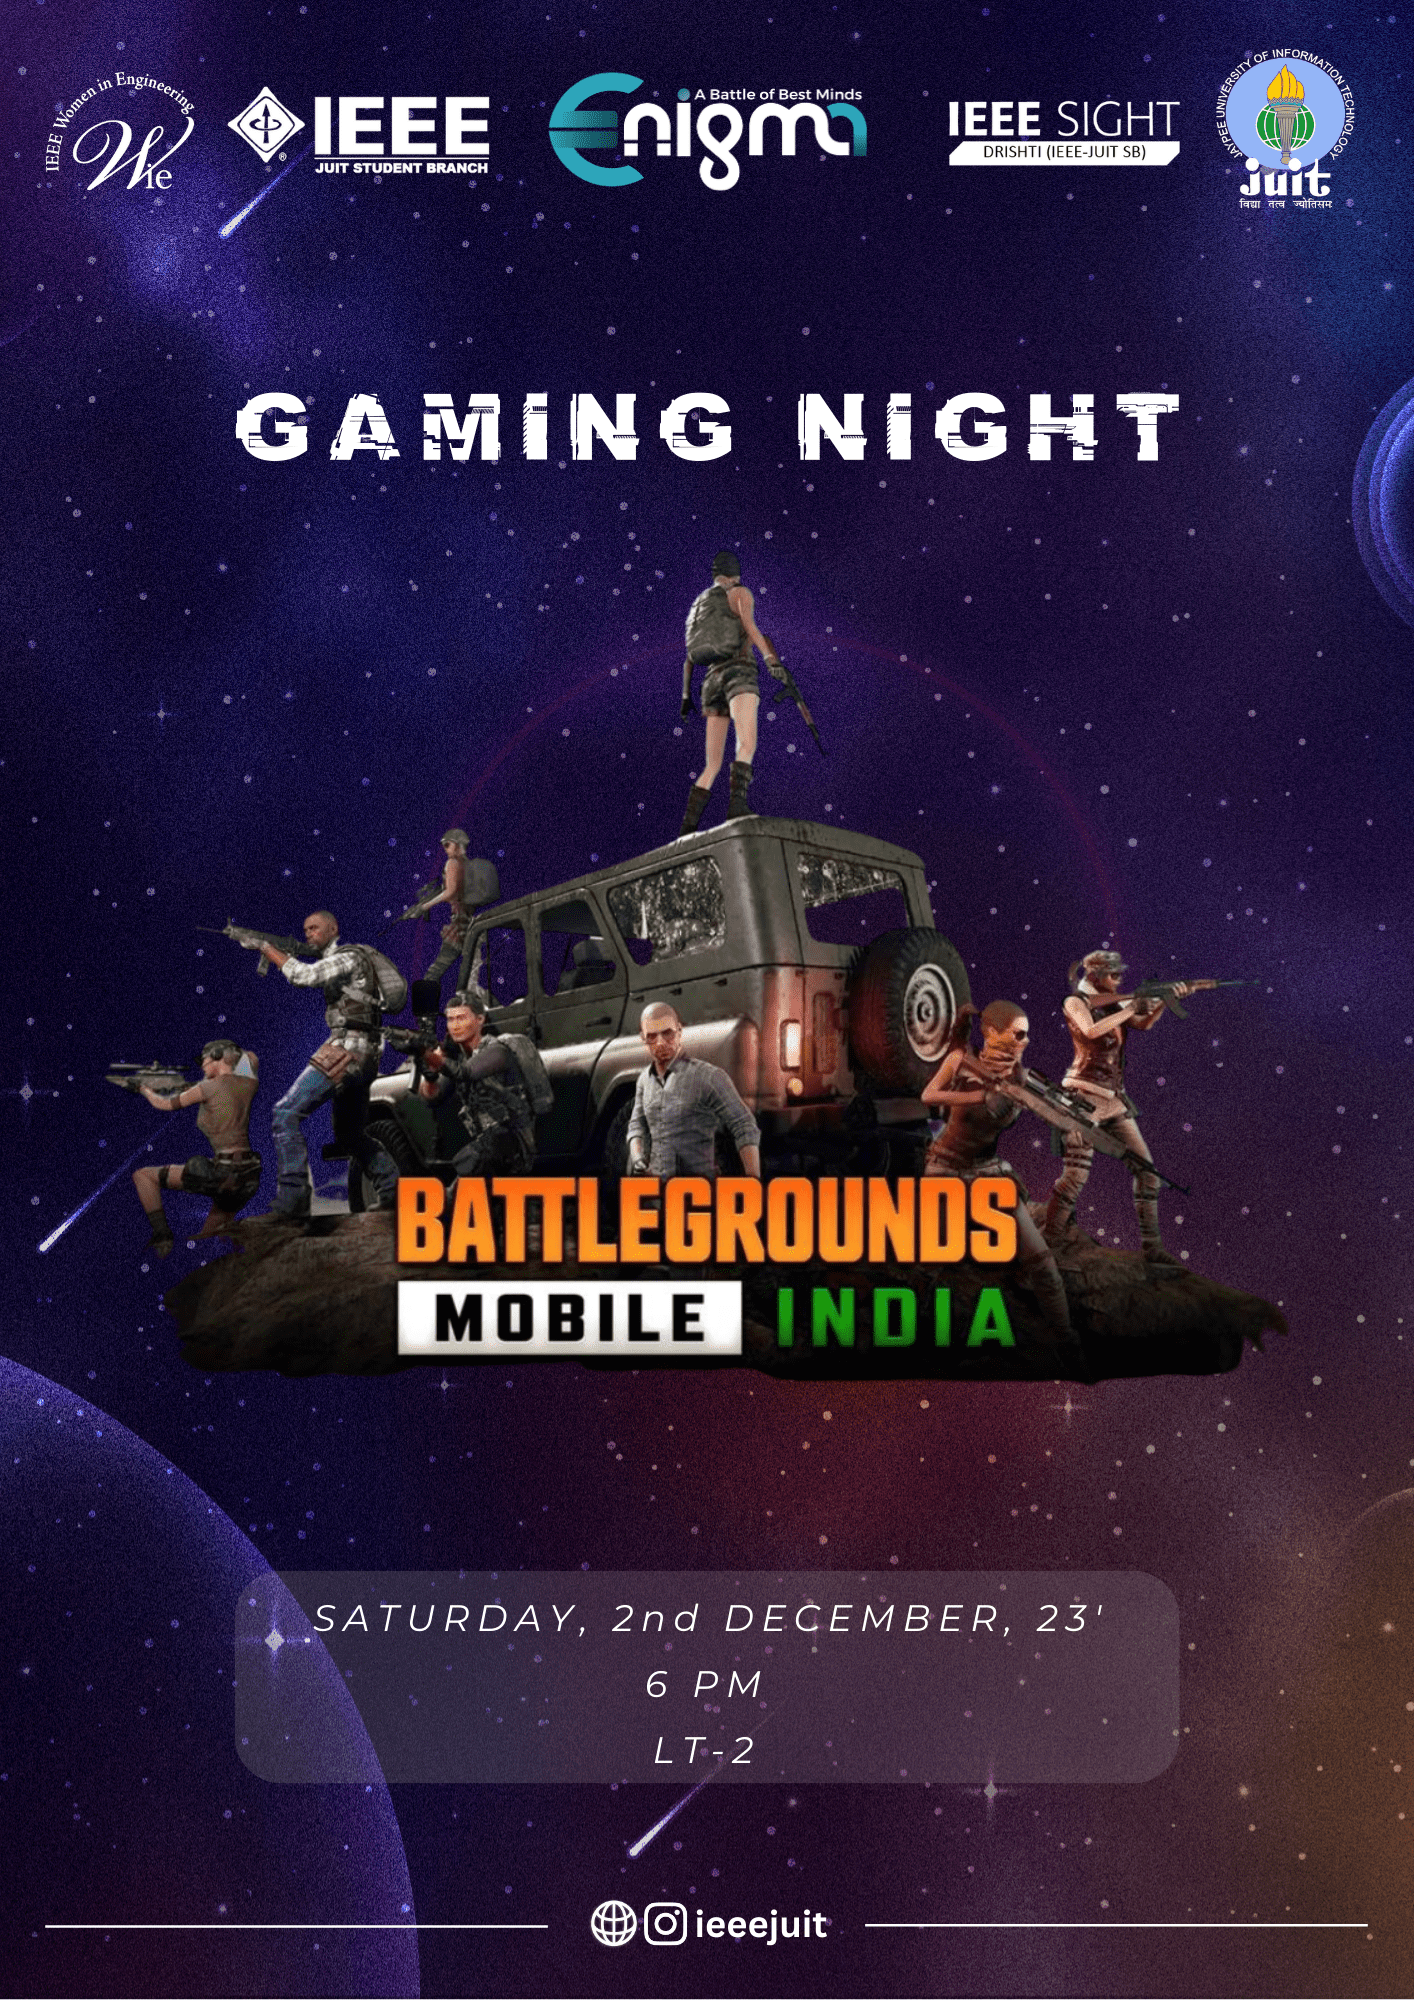 IEEE Women in Engineering
Wie
IEEE
JUIT STUDENT BRANCH
A Battle of Best Minds
Enigma
IEEE SIGHT
DRISHTI (IEEE-JUIT SB)
JAYPEE UNIVERSITY OF INFORMATION TECHNOLOGY
juit
विद्या तत्व ज्योतिसमः
GAMING NIGHT
BATTLEGROUNDS
MOBILE INDIA
SATURDAY, 2nd DECEMBER, 23'
6 PM
LT-2
ieeejuit